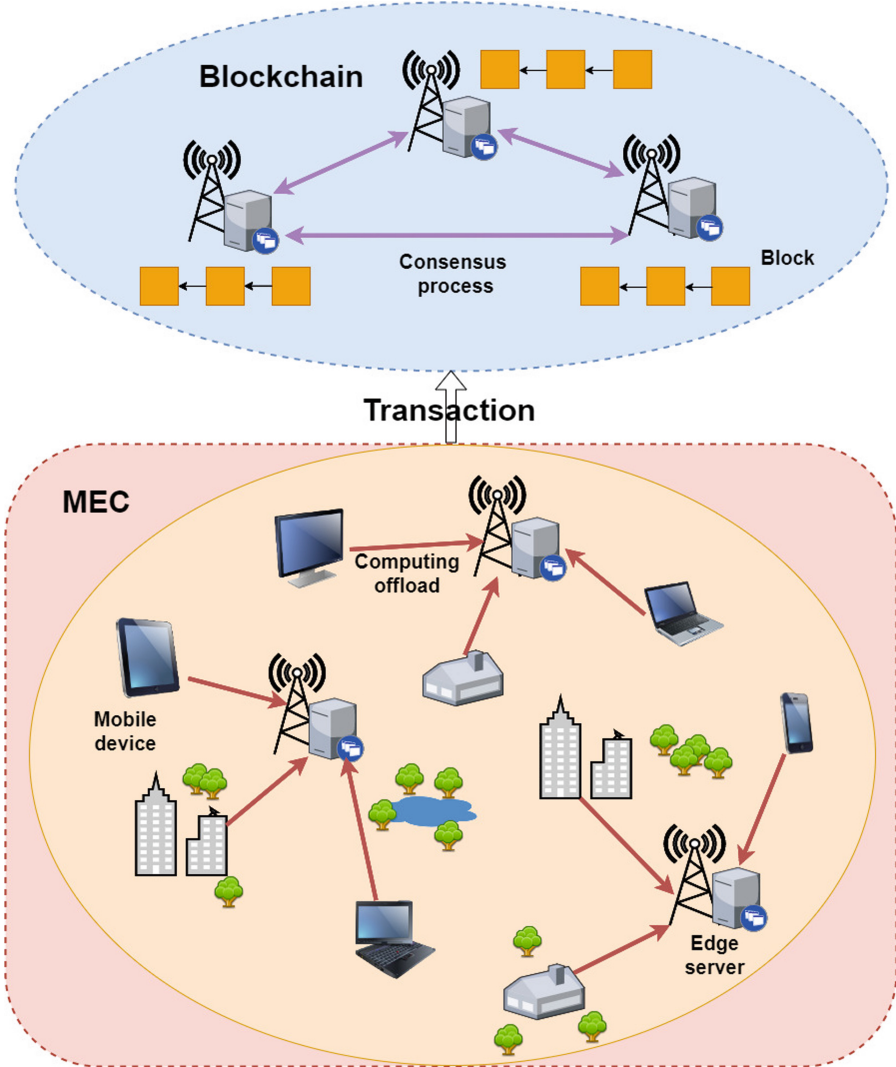 Blockchain
Consensus
process
Block
Transaction
MEC
Computing
offload
Mobile
device
Edge
server